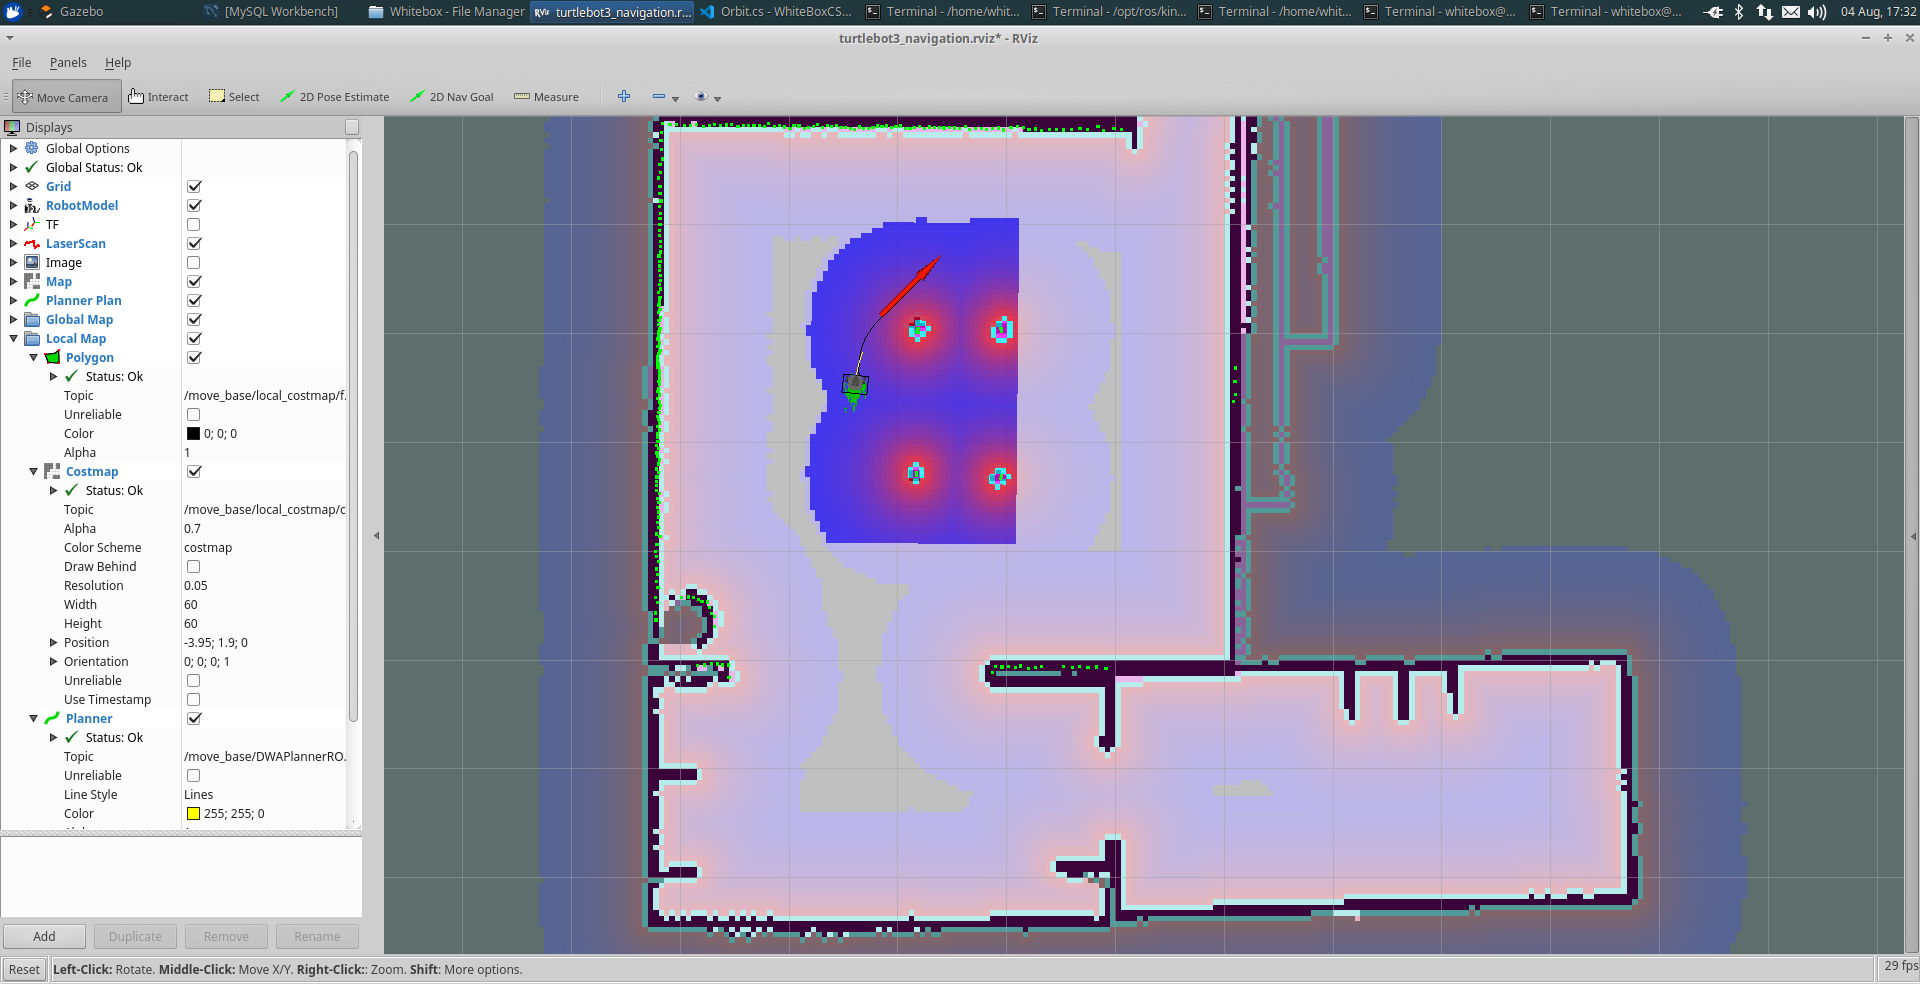 Gazebo
[MySQL Workbench]
Whitebox - File Manager
RViz turtlebot3_navigation.r...
Orbit.cs - WhiteBoxCS...
Terminal - /home/whit...
Terminal - /opt/ros/kin...
Terminal - /home/whit...
Terminal - whitebox@...
Terminal - whitebox@...
04 Aug, 17:32
turtlebot3_navigation.rviz* - RViz
File Panels Help
Move Camera Interact Select 2D Pose Estimate 2D Nav Goal Measure
Displays
Global Options
Global Status: Ok
Grid
RobotModel
TF
LaserScan
Image
Map
Planner Plan
Global Map
Local Map
Polygon
Status: Ok
Topic /move_base/local_costmap/f.
Unreliable
Color 0; 0; 0
Alpha 1
Costmap
Status: Ok
Topic /move_base/local_costmap/c
Alpha 0.7
Color Scheme costmap
Draw Behind
Resolution 0.05
Width 60
Height 60
Position -3.95; 1.9; 0
Orientation 0; 0; 0; 1
Unreliable
Use Timestamp
Planner
Status: Ok
Topic /move_base/DWAPlannerRO.
Unreliable
Line Style Lines
Color 255; 255; 0
Add Duplicate Remove Rename
Reset Left-Click: Rotate. Middle-Click: Move X/Y. Right-Click:: Zoom. Shift: More options.
29 fps